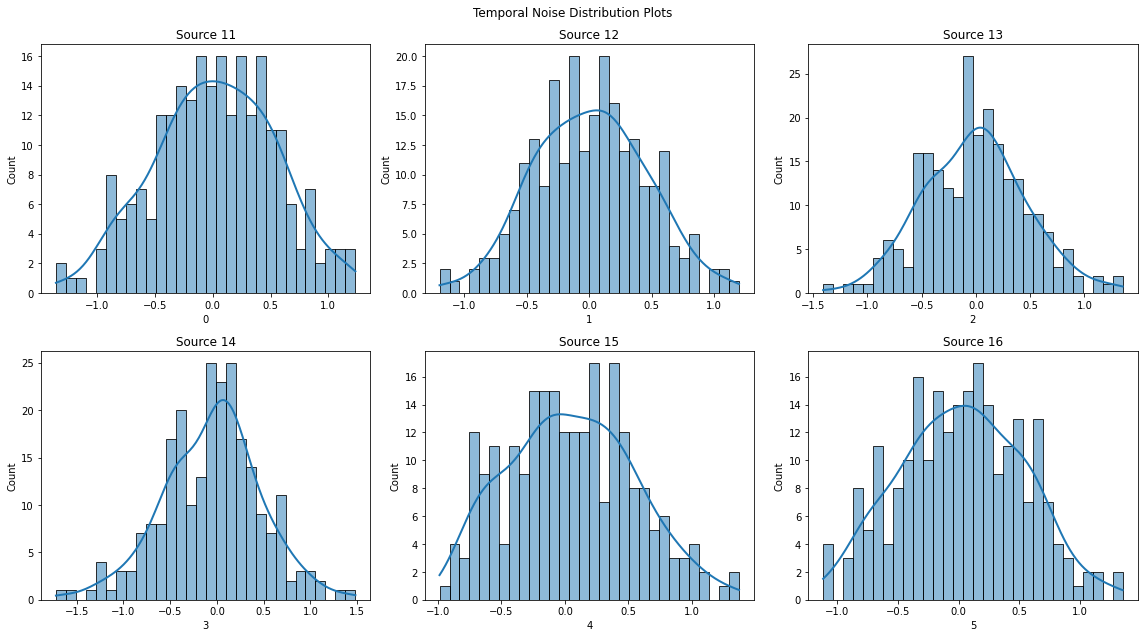 Temporal Noise Distribution Plots
Source 11
Source 12
Source 13
16
14
12
10
8
6
4
2
0
Count
−1.0 −0.5 0.0 0.5 1.0
0
20.0
17.5
15.0
12.5
10.0
7.5
5.0
2.5
0.0
Count
−1.0 −0.5 0.0 0.5 1.0
1
25
20
15
10
5
0
Count
−1.5 −1.0 −0.5 0.0 0.5 1.0
2
Source 14
Source 15
Source 16
25
20
15
10
5
0
Count
−1.5 −1.0 −0.5 0.0 0.5 1.0 1.5
3
16
14
12
10
8
6
4
2
0
Count
−1.0 −0.5 0.0 0.5 1.0
4
16
14
12
10
8
6
4
2
0
Count
−1.0 −0.5 0.0 0.5 1.0
5